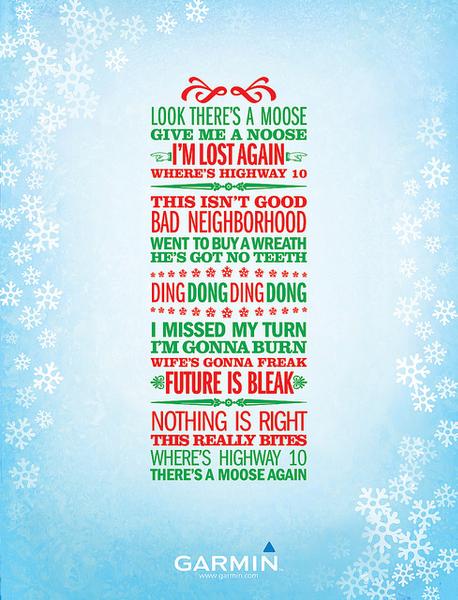 LOOK THERE'S A MOOSE
GIVE ME A NOOSE
I'M LOST AGAIN
WHERE'S HIGHWAY 10
THIS ISN'T GOOD
BAD NEIGHBORHOOD
WENT TO BUY A WREATH
HE'S GOT NO TEETH
DING DONG DING DONG
I MISSED MY TURN
I'M GONNA BURN
WIFE'S GONNA FREAK
FUTURE IS BLEAK
NOTHING IS RIGHT
THIS REALLY BITES
WHERE'S HIGHWAY 10
THERE'S A MOOSE AGAIN
GARMIN
www.garmin.com